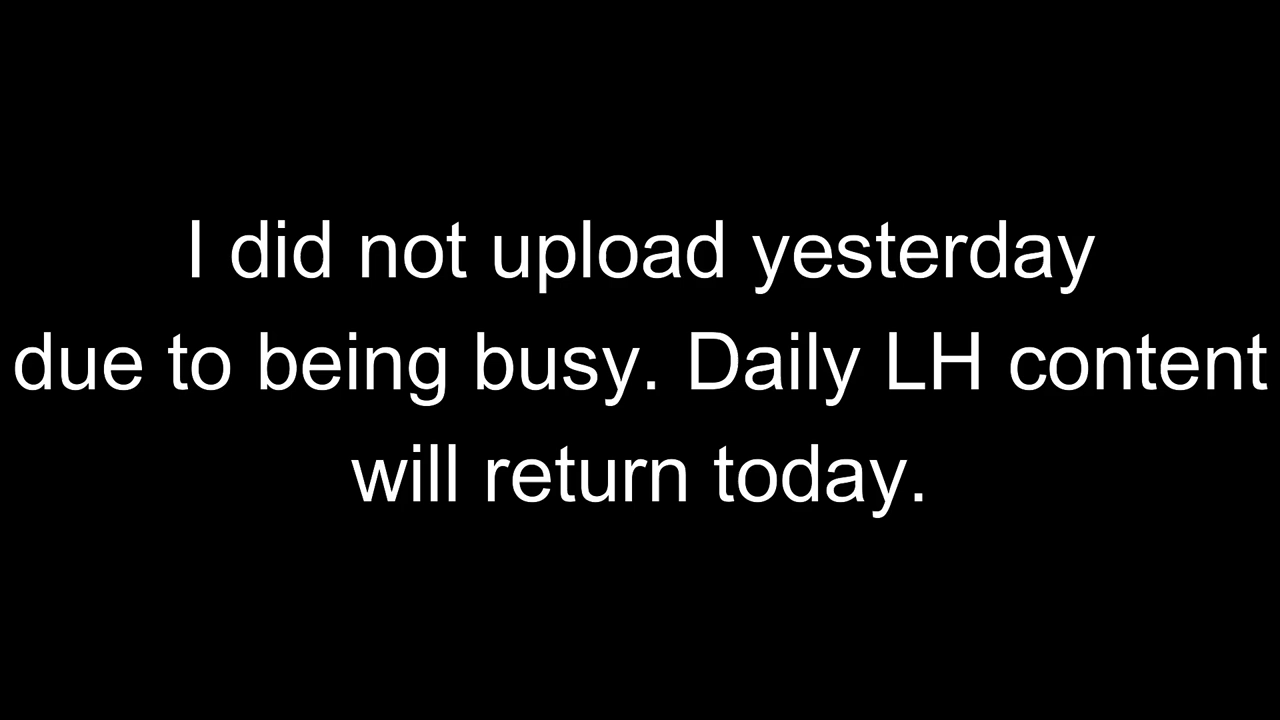 I did not upload yesterday
due to being busy. Daily LH content
will return today.